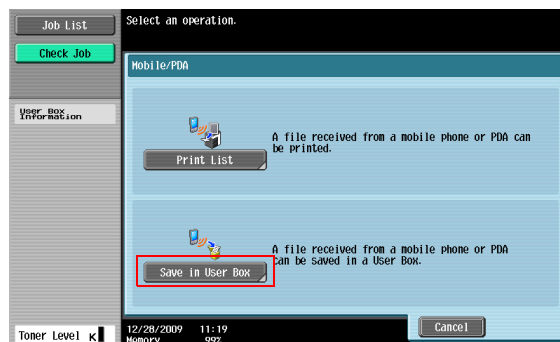 Job List
Select an operation.
Check Job
Mobile/PDA
User Box
Information
A file received from a mobile phone or PDA can
be printed.
Print List
A file received from a mobile phone or PDA
can be saved in a User Box.
Save in User Box
Toner Level K
12/28/2009 11:19
Memory 99%
Cancel